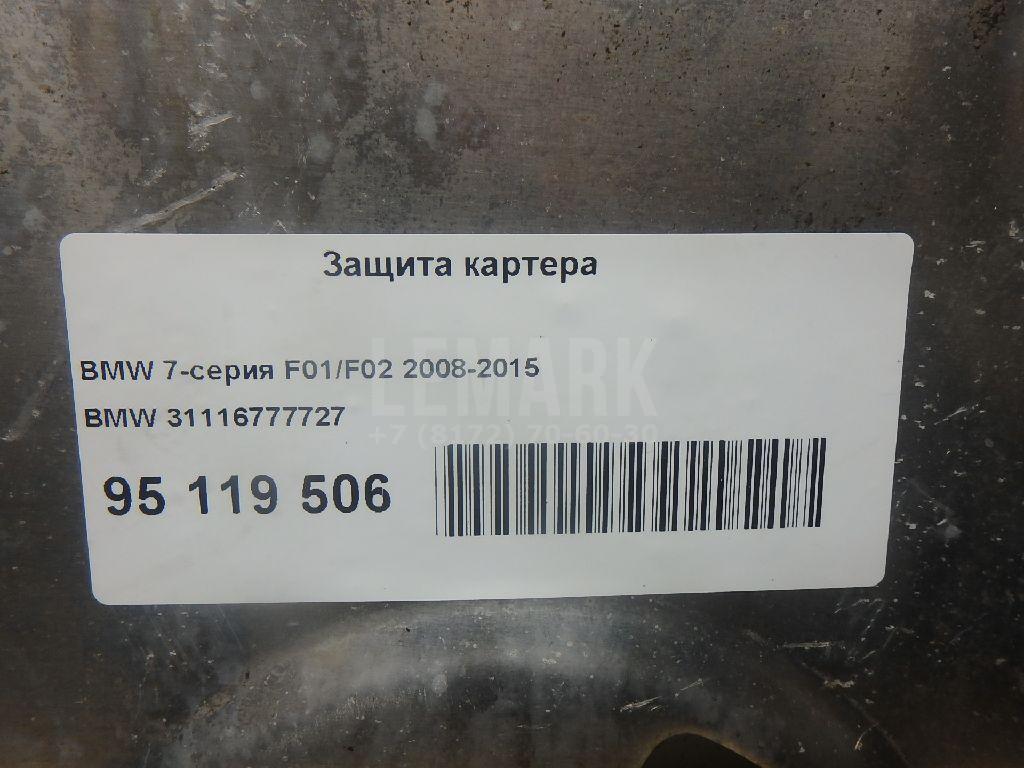 Защита картера
BMW 7-серия F01/F02 2008-2015
LEMARK
BMW 31116777727
+7 (8172) 70-60-30
95 119 506